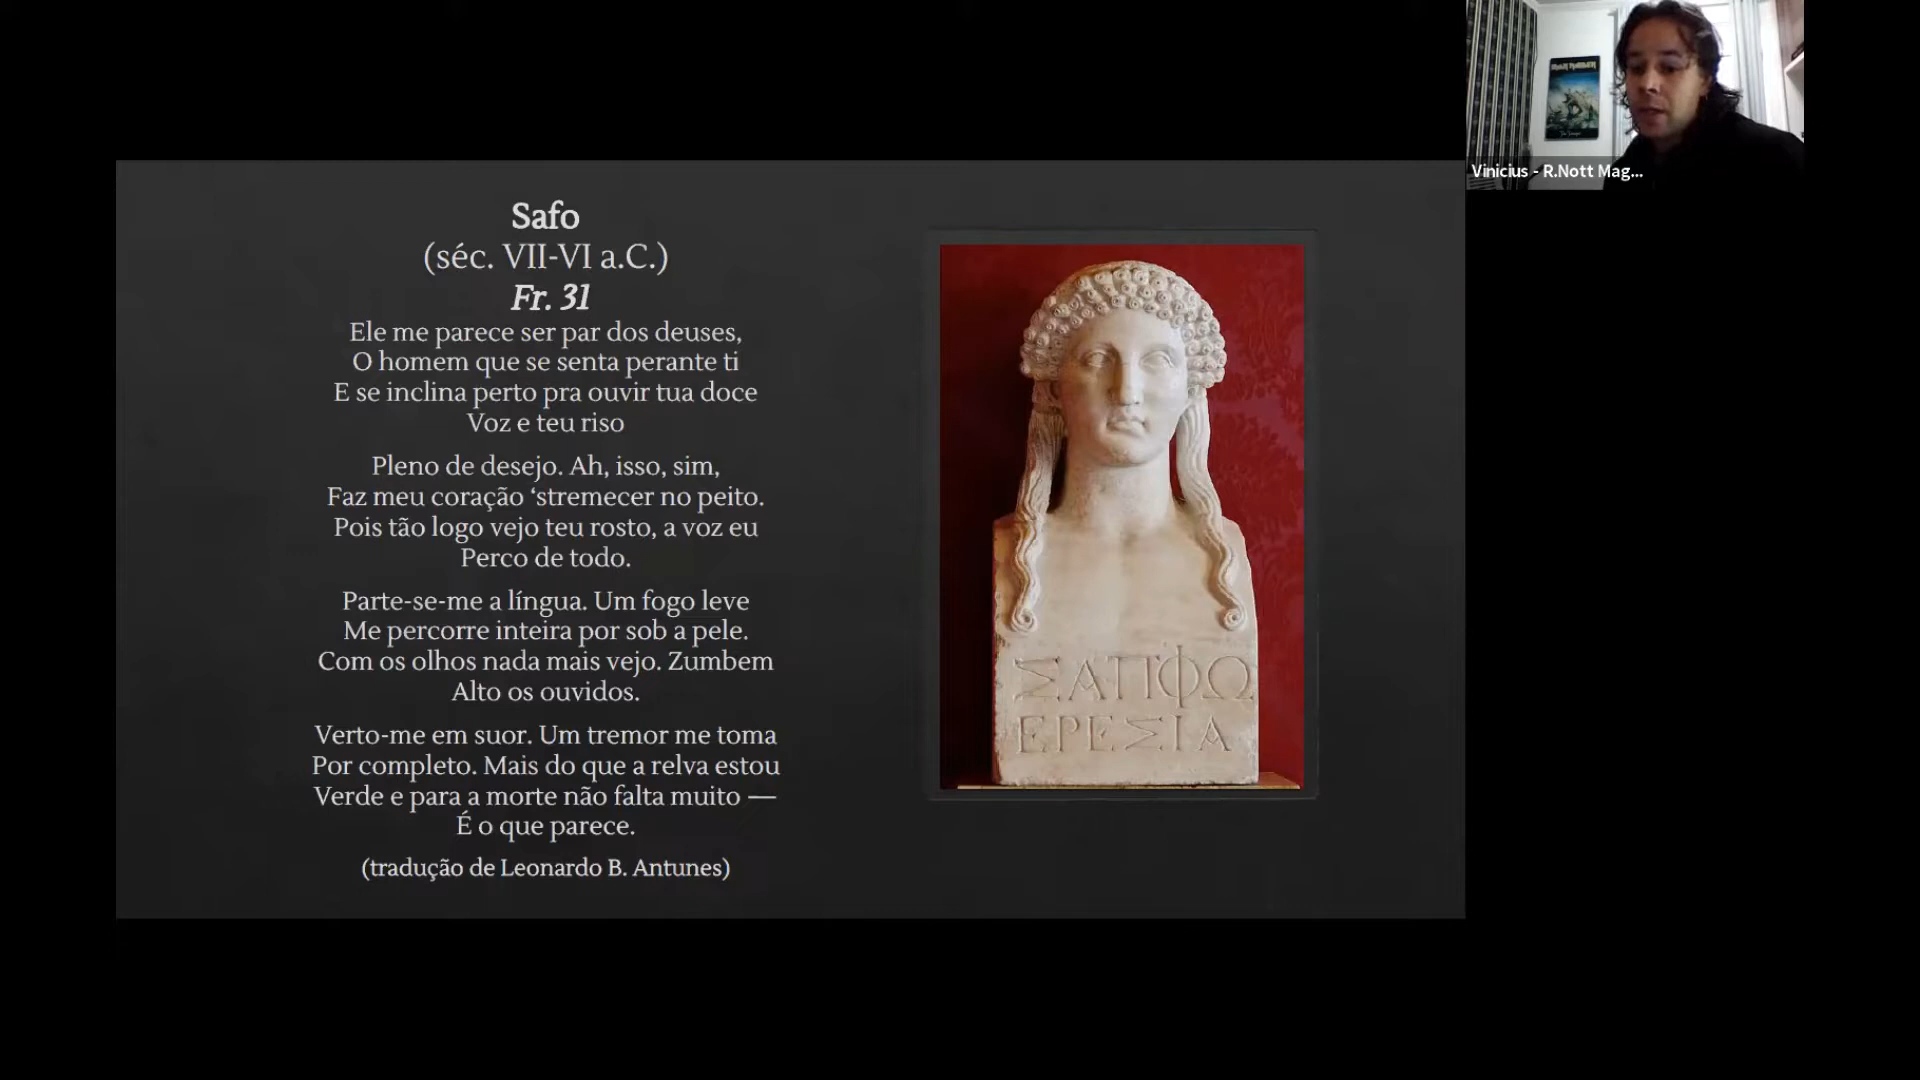 Safo
(séc. VII-VI a.C.)
Fr. 31
Ele me parece ser par dos deuses,
O homem que se senta perante ti
E se inclina perto pra ouvir tua doce
Voz e teu riso
Pleno de desejo. Ah, isso, sim,
Faz meu coração ‘stremecer no peito.
Pois tão logo vejo teu rosto, a voz eu
Perco de todo.
Parte-se-me a língua. Um fogo leve
Me percorre inteira por sob a pele.
Com os olhos nada mais vejo. Zumbem
Alto os ouvidos.
Verto-me em suor. Um tremor me toma
Por completo. Mais do que a relva estou
Verde e para a morte não falta muito —
É o que parece.
(tradução de Leonardo B. Antunes)
ΣΑΠΦΩ
ΕΡΕΣΙΑ
IRON MAIDEN
Vinicius - R.Nott Mag...